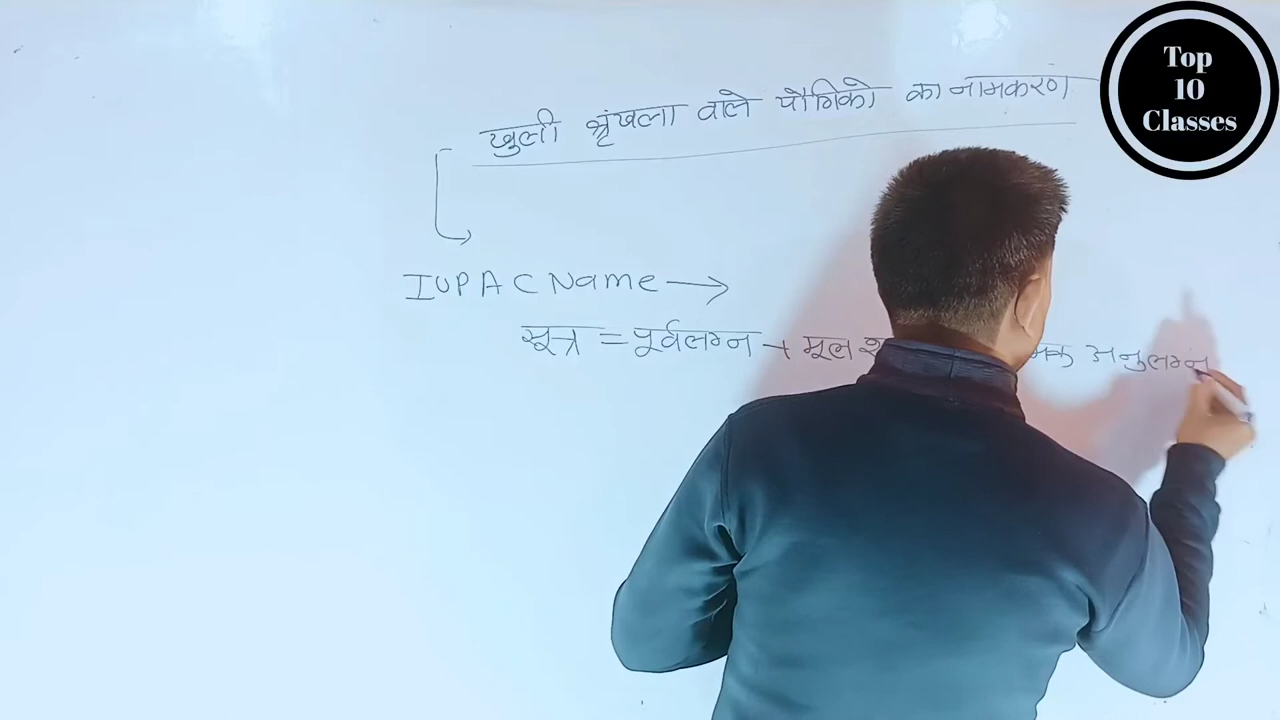 Top
10
Classes
खुली श्रृंखला वाले यौगिको का नामकरण
IUPAC Name →
सूत्र = पूर्वलग्न + मूल अनुलग्न